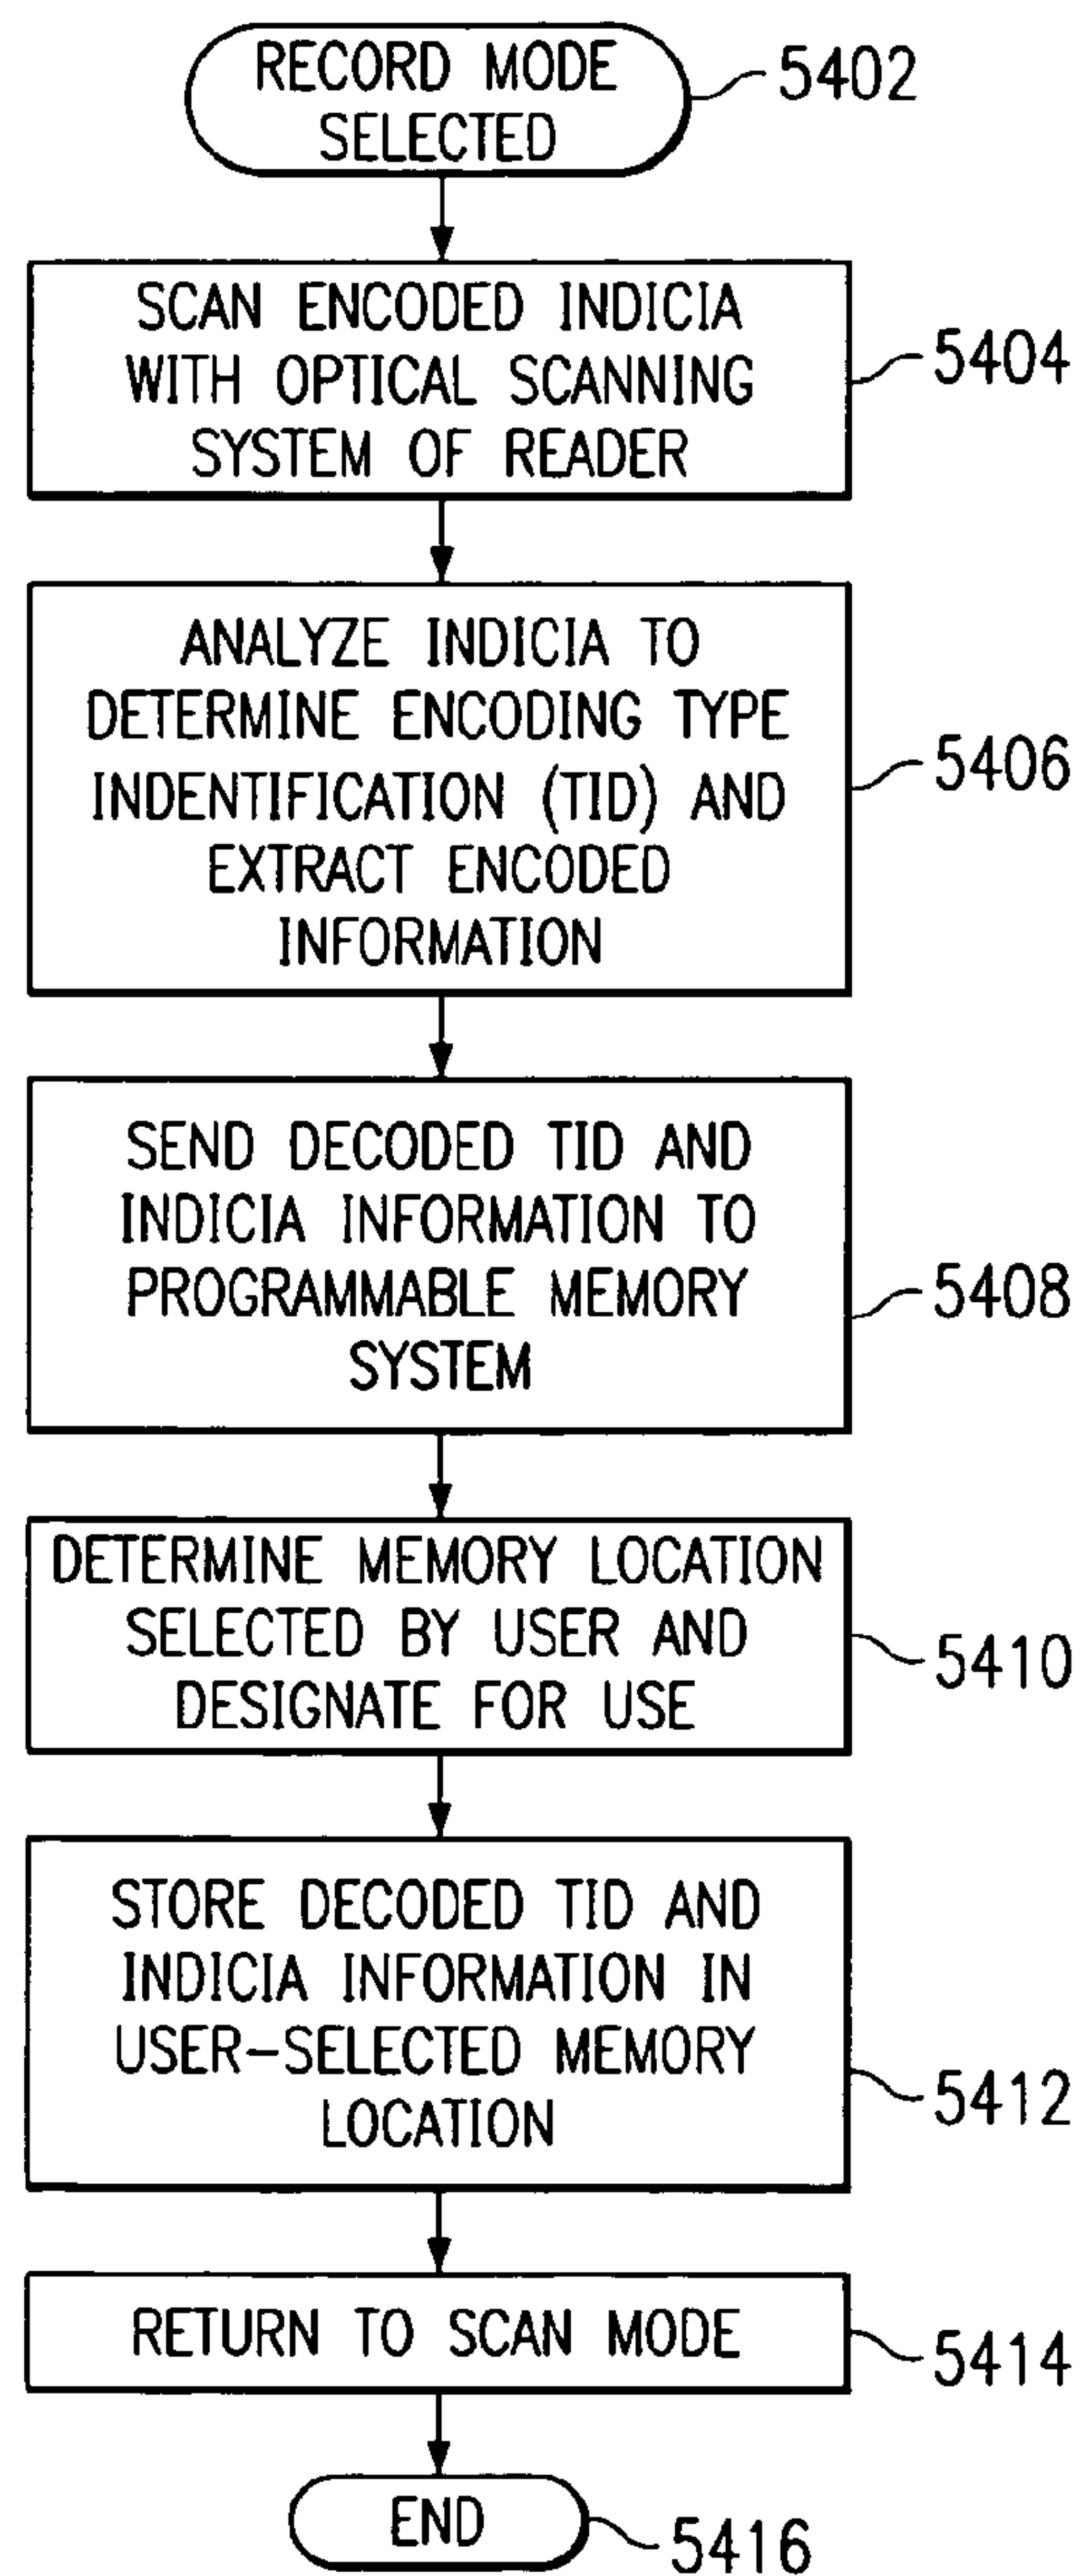 RECORD MODE
SELECTED
5402
SCAN ENCODED INDICIA
WITH OPTICAL SCANNING
SYSTEM OF READER
5404
ANALYZE INDICIA TO
DETERMINE ENCODING TYPE
INDENTIFICATION (TID) AND
EXTRACT ENCODED
INFORMATION
5406
SEND DECODED TID AND
INDICIA INFORMATION TO
PROGRAMMABLE MEMORY
SYSTEM
5408
DETERMINE MEMORY LOCATION
SELECTED BY USER AND
DESIGNATE FOR USE
5410
STORE DECODED TID AND
INDICIA INFORMATION IN
USER-SELECTED MEMORY
LOCATION
5412
RETURN TO SCAN MODE
5414
END
5416